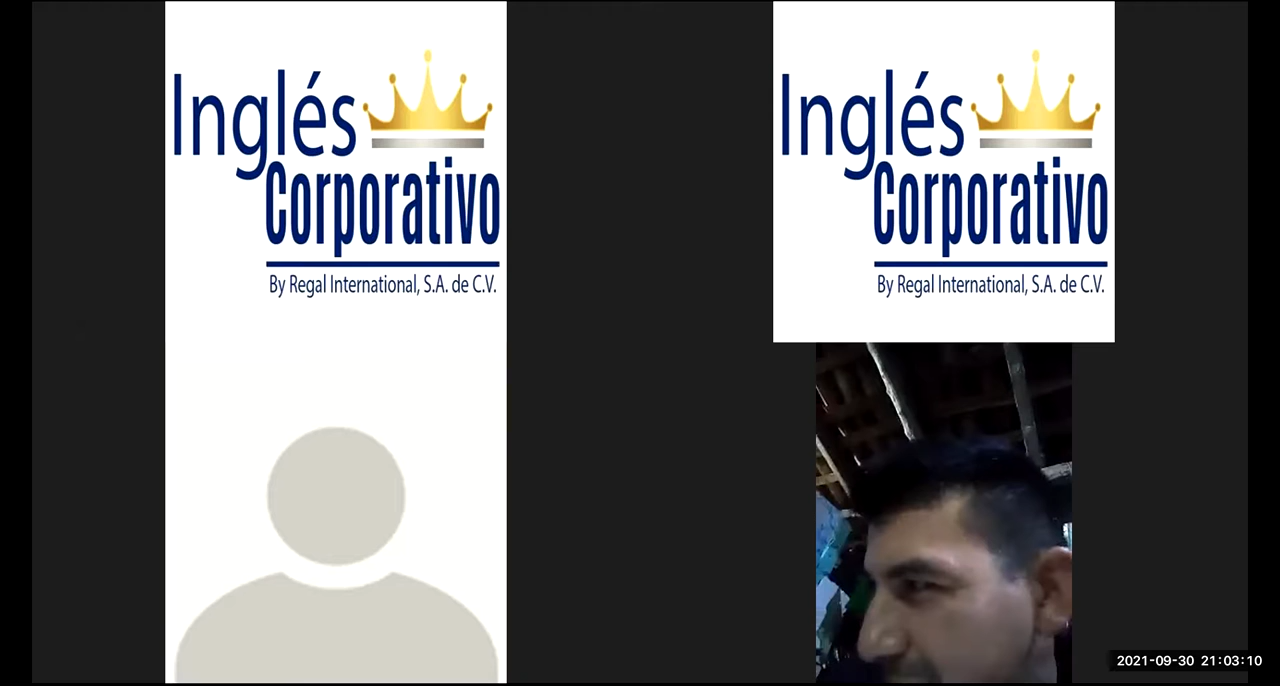 Inglés
Corporativo
By Regal International, S.A. de C.V.
Inglés
Corporativo
By Regal International, S.A. de C.V.
2021-09-30 21:03:10